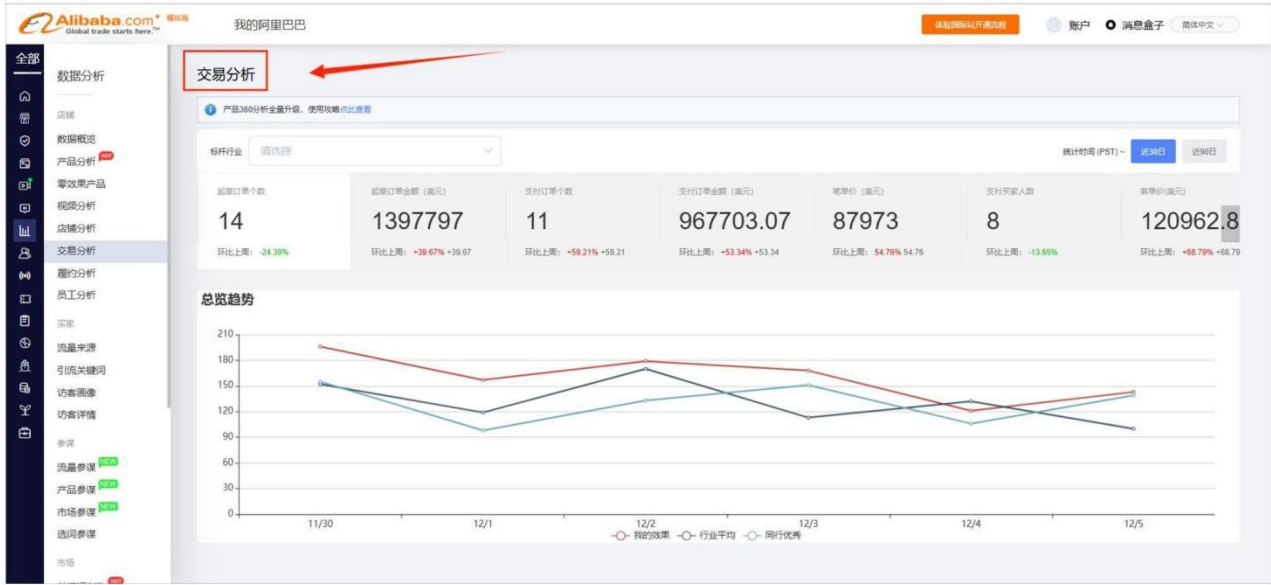 Alibaba.com 模拟版
Global trade starts here.™
我的阿里巴巴
体验国际站开通流程
账户
消息盒子
简体中文
全部
数据分析
店铺
数据概览
产品分析 HOT
零效果产品
视频分析
店铺分析
交易分析
履约分析
员工分析
买家
流量来源
引流关键词
访客画像
访客详情
参谋
流量参谋 NEW
产品参谋 NEW
市场参谋 NEW
选词参谋
市场
HOT
交易分析
产品360分析全量升级，使用攻略点此查看
标杆行业 请选择
统计时间 (PST) ~ 近30日 近90日
起草订单个数
14
环比上周: -24.39%
起草订单金额 (美元)
1397797
环比上周: +39.67% +39.67
支付订单个数
11
环比上周: +59.21% +59.21
支付订单金额 (美元)
967703.07
环比上周: +53.34% +53.34
笔单价 (美元)
87973
环比上周: 54.76% 54.76
支付买家人数
8
环比上周: -13.65%
客单价(美元)
120962.8
环比上周: +68.79% +68.79
总览趋势
210
180
150
120
90
60
30
0
11/30 12/1 12/2 12/3 12/4 12/5
我的效果 行业平均 同行优秀